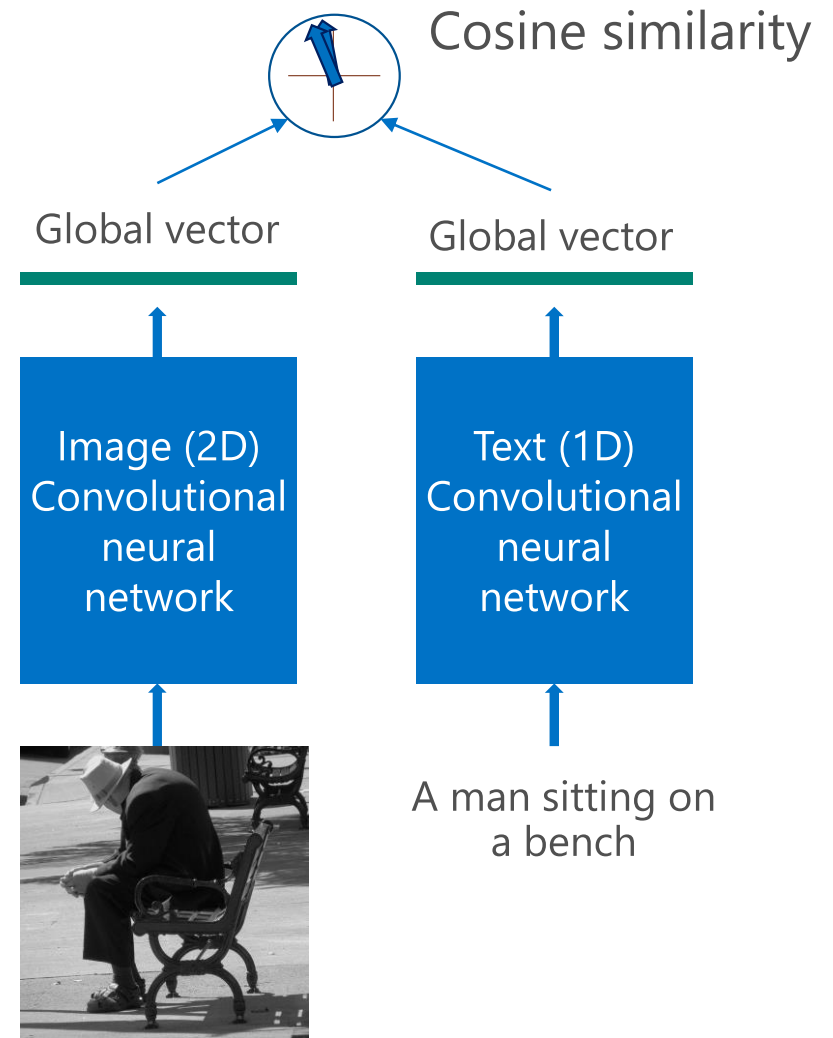 Cosine similarity
Global vector
Global vector
Image (2D)
Convolutional
neural
network
Text (1D)
Convolutional
neural
network
A man sitting on
a bench